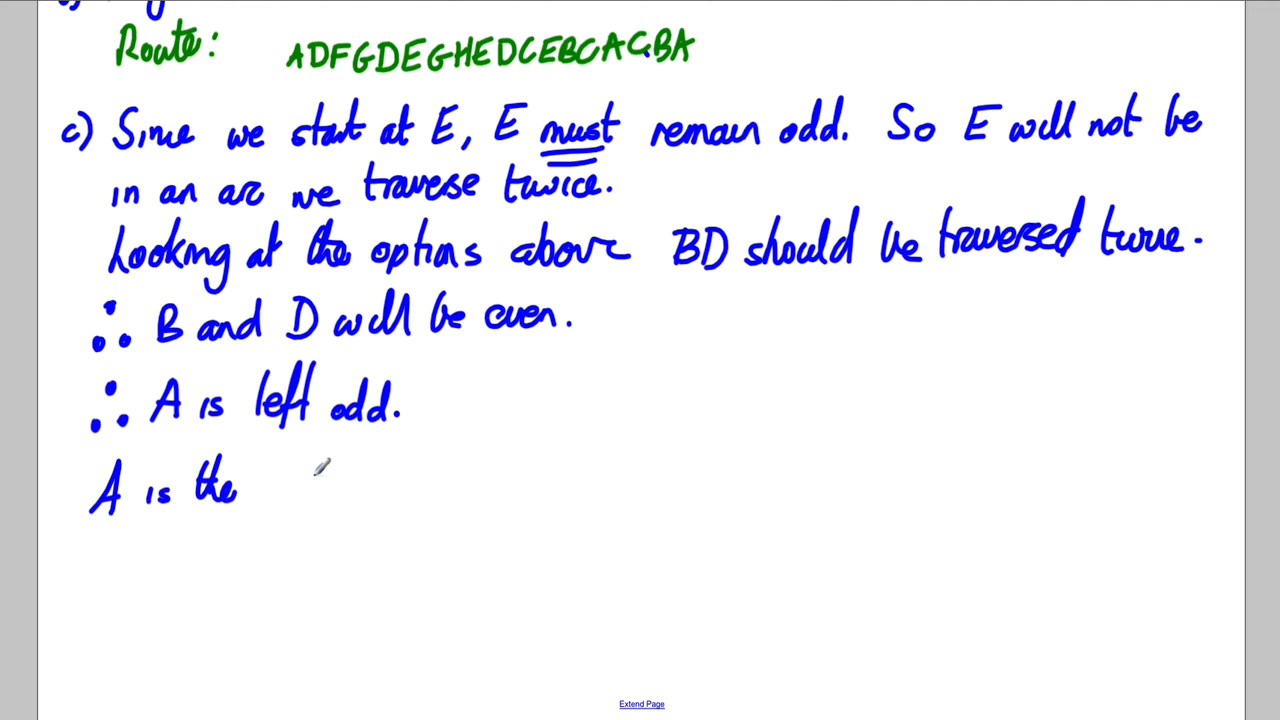 Route: ADFGDEGHEDCEBCACBA
c) Since we start at E, E must remain odd. So E will not be
in an arc we traverse twice.
Looking at the options above BD should be traversed twice.
∴ B and D will be even.
∴ A is left odd.
A is the
Extend Page